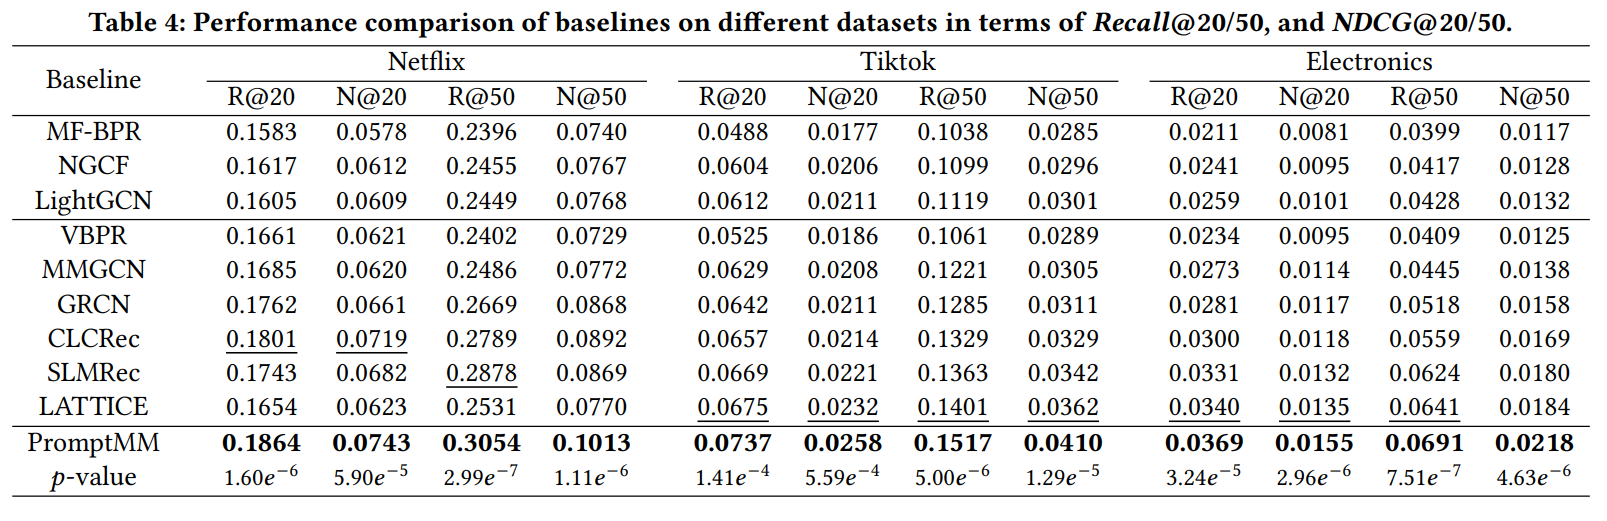 Table 4: Performance comparison of baselines on different datasets in terms of Recall@20/50, and NDCG@20/50.
Baseline Netflix Tiktok Electronics
R@20 N@20 R@50 N@50 R@20 N@20 R@50 N@50 R@20 N@20 R@50 N@50
MF-BPR 0.1583 0.0578 0.2396 0.0740 0.0488 0.0177 0.1038 0.0285 0.0211 0.0081 0.0399 0.0117
NGCF 0.1617 0.0612 0.2455 0.0767 0.0604 0.0206 0.1099 0.0296 0.0241 0.0095 0.0417 0.0128
LightGCN 0.1605 0.0609 0.2449 0.0768 0.0612 0.0211 0.1119 0.0301 0.0259 0.0101 0.0428 0.0132
VBPR 0.1661 0.0621 0.2402 0.0729 0.0525 0.0186 0.1061 0.0289 0.0234 0.0095 0.0409 0.0125
MMGCN 0.1685 0.0620 0.2486 0.0772 0.0629 0.0208 0.1221 0.0305 0.0273 0.0114 0.0445 0.0138
GRCN 0.1762 0.0661 0.2669 0.0868 0.0642 0.0211 0.1285 0.0311 0.0281 0.0117 0.0518 0.0158
CLCRec 0.1801 0.0719 0.2789 0.0892 0.0657 0.0214 0.1329 0.0329 0.0300 0.0118 0.0559 0.0169
SLMRec 0.1743 0.0682 0.2878 0.0869 0.0669 0.0221 0.1363 0.0342 0.0331 0.0132 0.0624 0.0180
LATTICE 0.1654 0.0623 0.2531 0.0770 0.0675 0.0232 0.1401 0.0362 0.0340 0.0135 0.0641 0.0184
PromptMM 0.1864 0.0743 0.3054 0.1013 0.0737 0.0258 0.1517 0.0410 0.0369 0.0155 0.0691 0.0218
p-value 1.60e⁻⁶ 5.90e⁻⁵ 2.99e⁻⁷ 1.11e⁻⁶ 1.41e⁻⁴ 5.59e⁻⁴ 5.00e⁻⁶ 1.29e⁻⁵ 3.24e⁻⁵ 2.96e⁻⁶ 7.51e⁻⁷ 4.63e⁻⁶